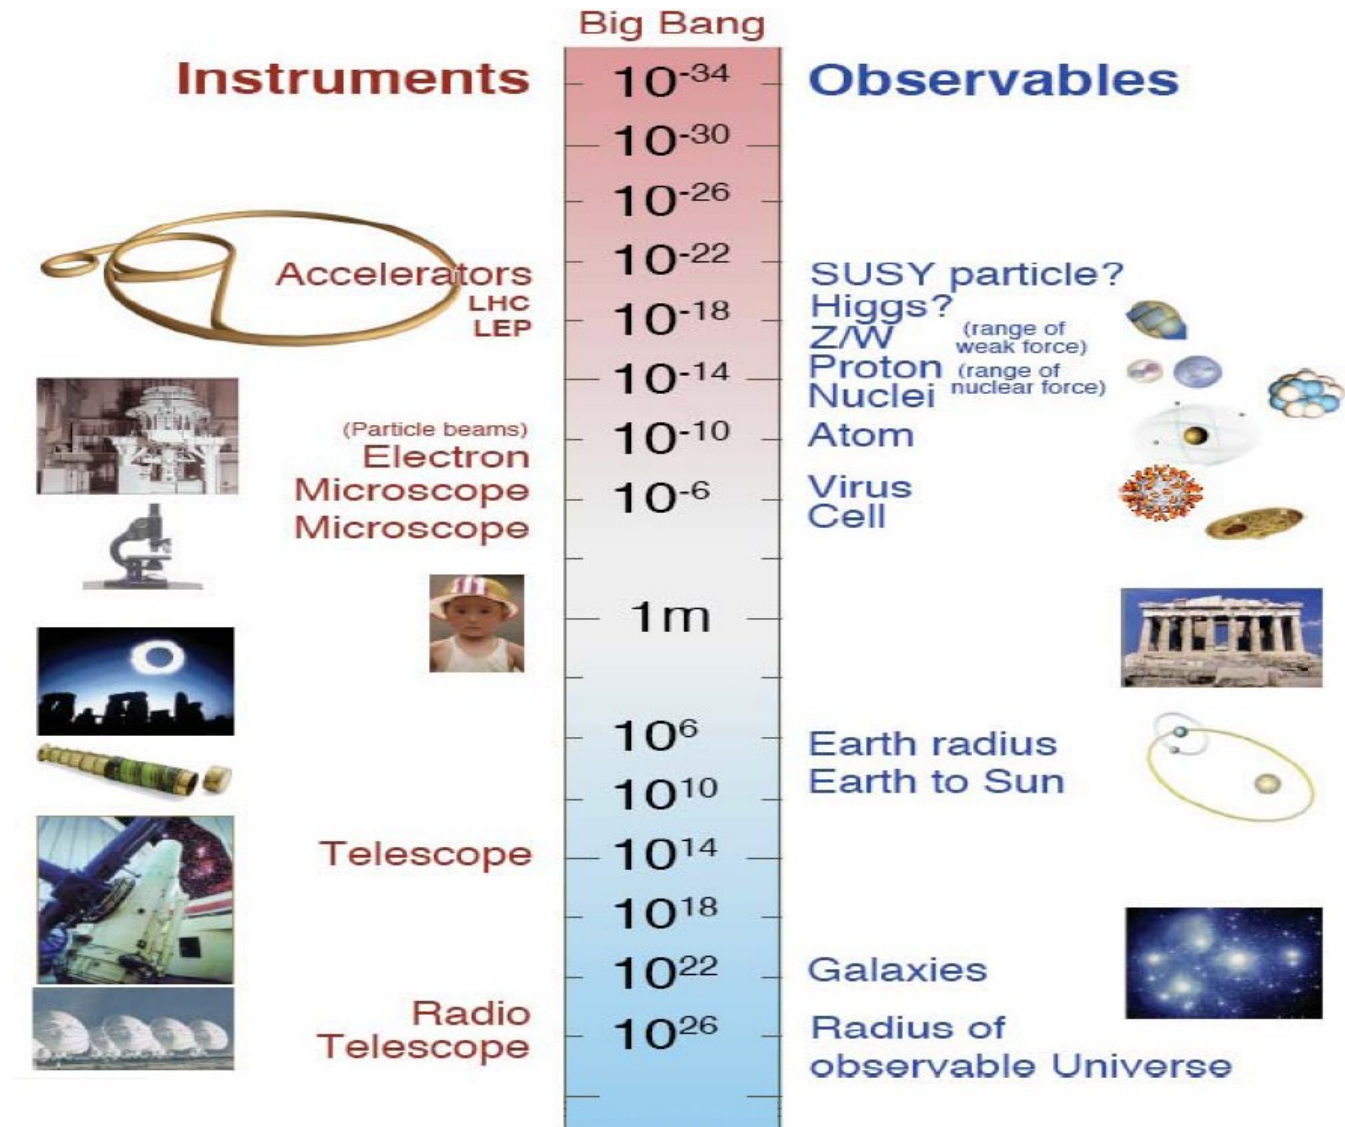 Big Bang
Instruments
Observables
10⁻³⁴
10⁻³⁰
10⁻²⁶
10⁻²²
10⁻¹⁸
10⁻¹⁴
10⁻¹⁰
10⁻⁶
1m
10⁶
10¹⁰
10¹⁴
10¹⁸
10²²
10²⁶
Accelerators
LHC
LEP
(Particle beams)
Electron
Microscope
Microscope
Telescope
Radio
Telescope
SUSY particle?
Higgs?
Z/W (range of
weak force)
Proton (range of
Nuclei nuclear force)
Atom
Virus
Cell
Earth radius
Earth to Sun
Galaxies
Radius of
observable Universe